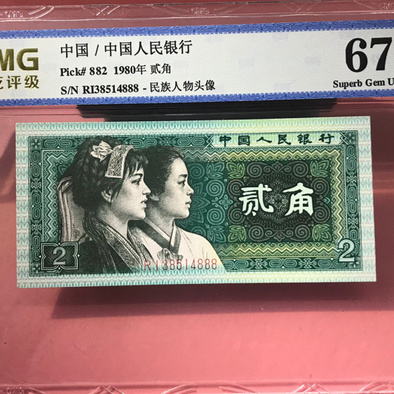 MG
评级
中国 / 中国人民银行
Pick# 882 1980年 贰角
S/N RI38514888 - 民族人物头像
67
Superb Gem U
中国人民银行
贰角
RI38514888
2
2